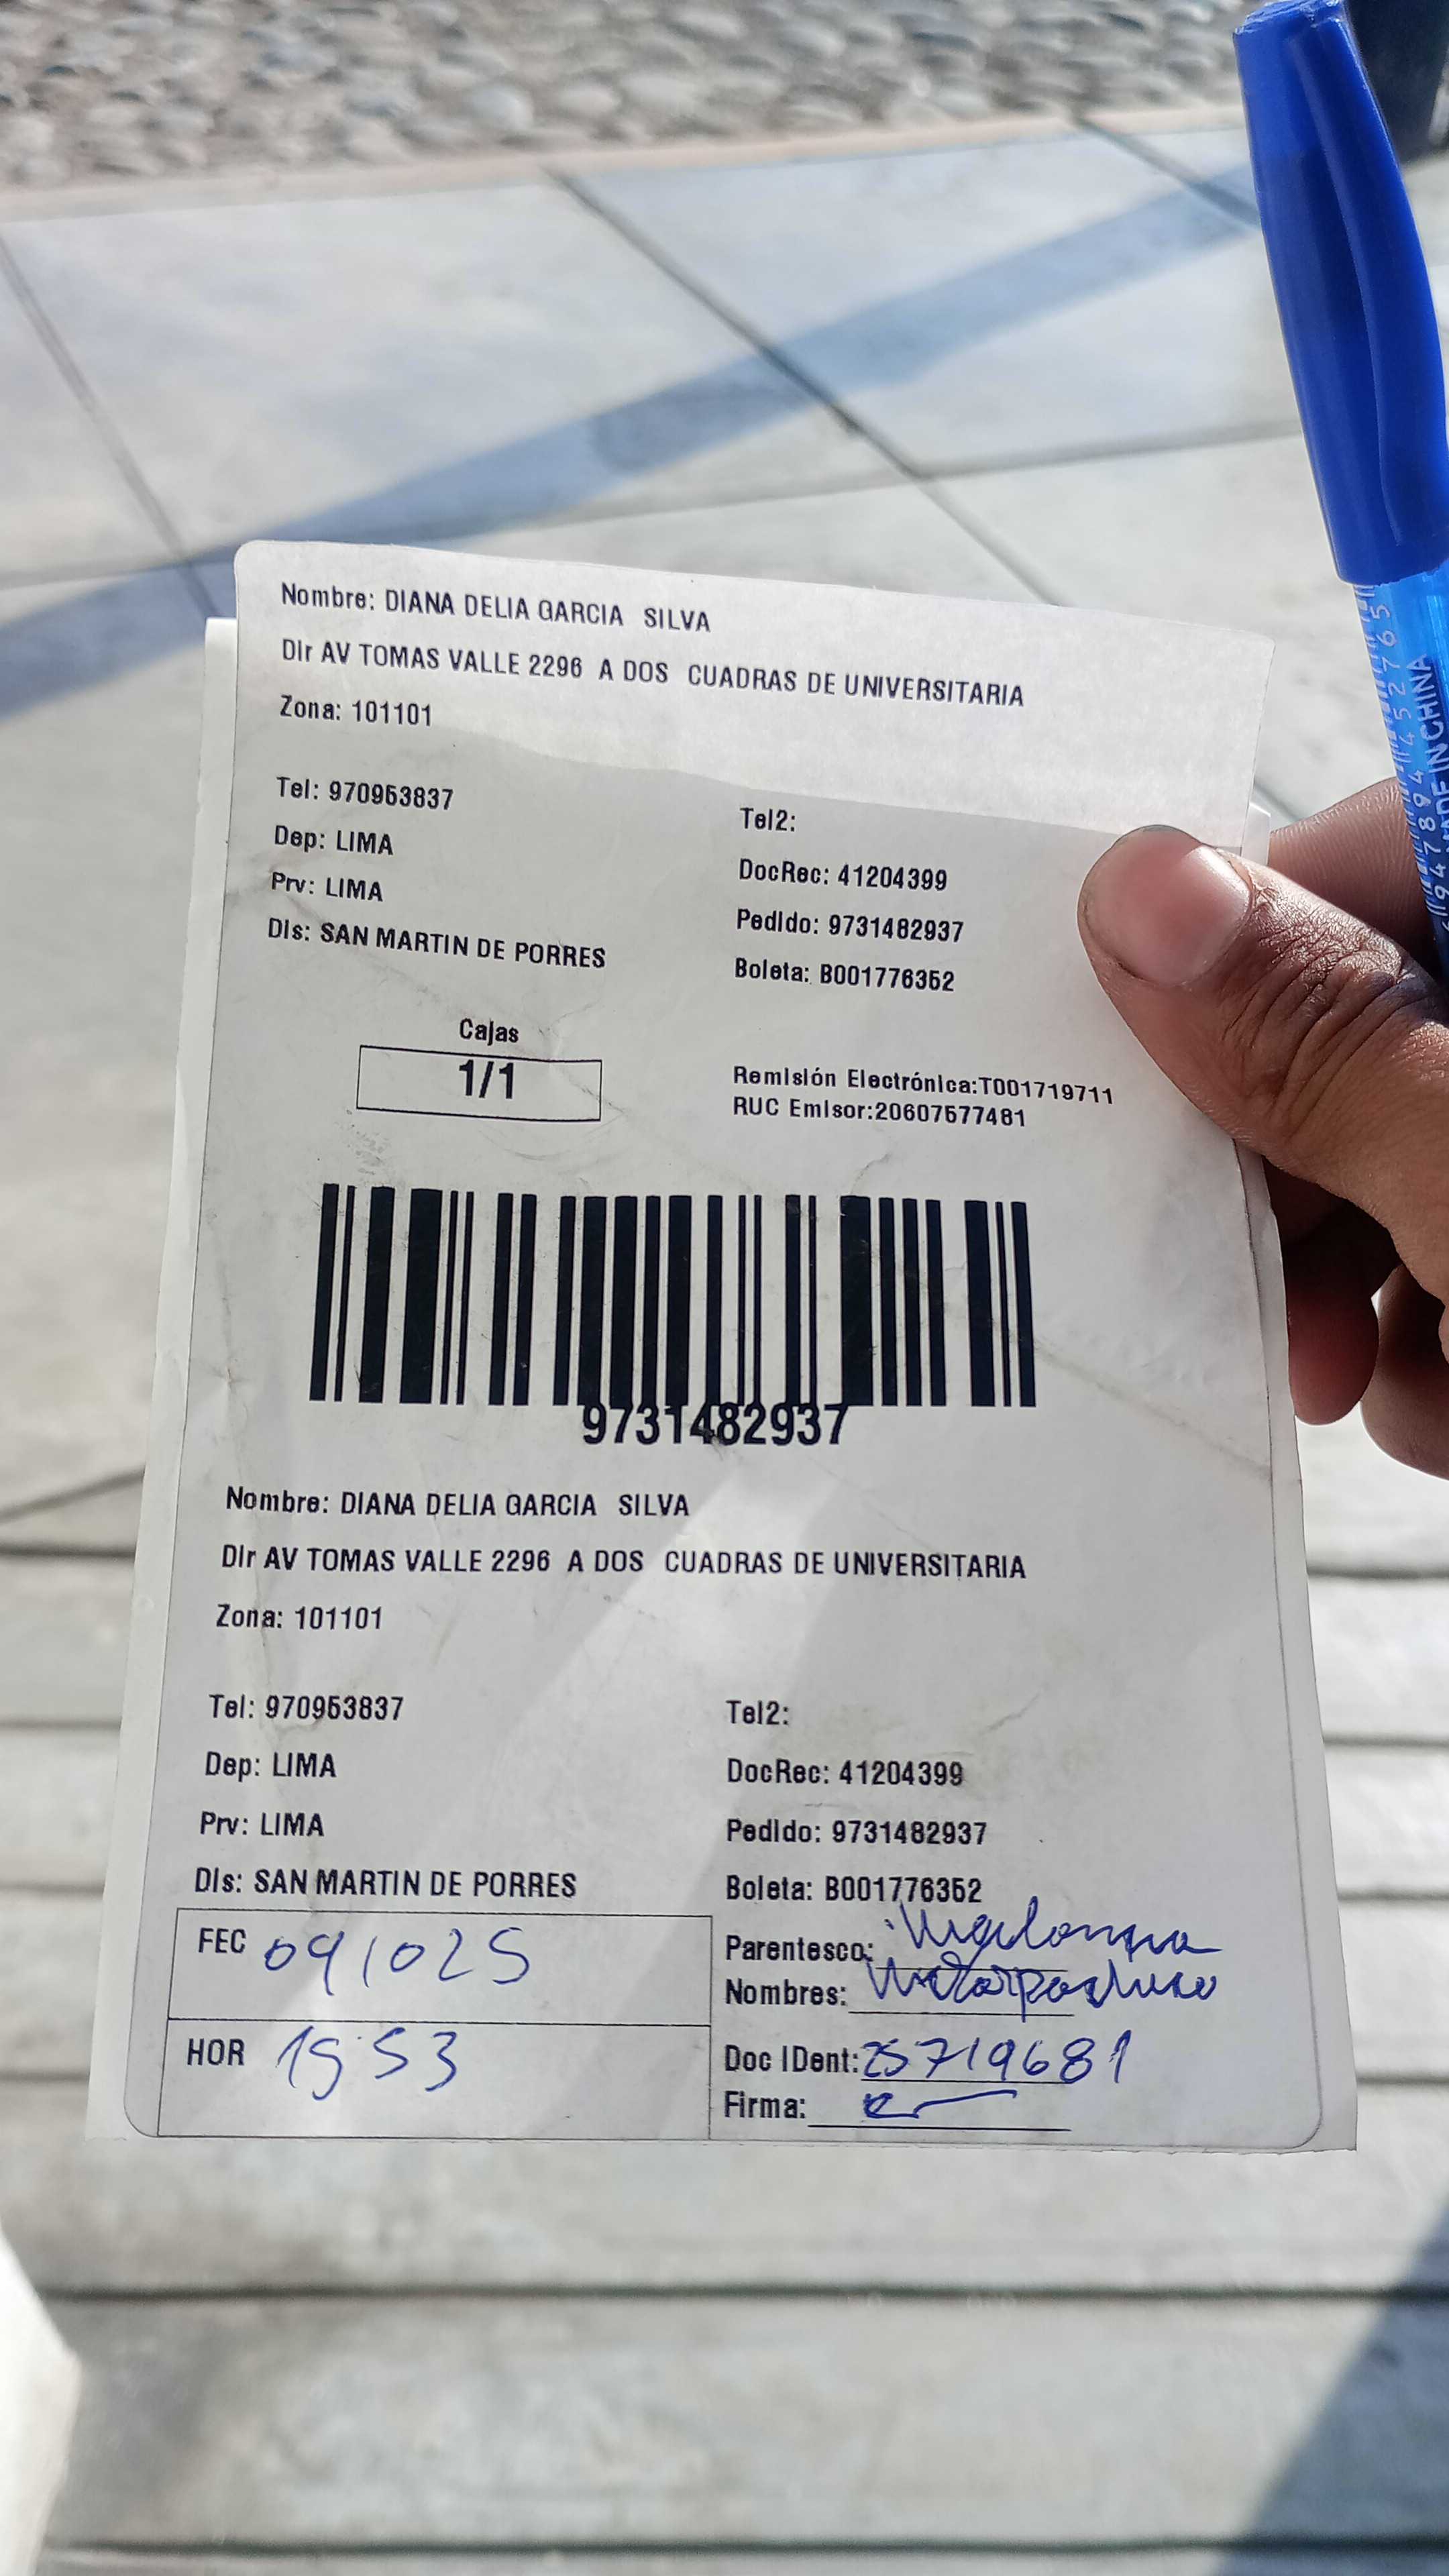 Nombre: DIANA DELIA GARCIA SILVA
Dir AV TOMAS VALLE 2296 A DOS CUADRAS DE UNIVERSITARIA
Zona: 101101
Tel: 970953837
Tel2:
Dep: LIMA
DocRec: 41204399
Prv: LIMA
Pedido: 9731482937
Dis: SAN MARTIN DE PORRES
Boleta: B001776352
Cajas
1/1
Remisión Electrónica:T001719711
RUC Emisor:20607577481
9731482937
Nombre: DIANA DELIA GARCIA SILVA
Dir AV TOMAS VALLE 2296 A DOS CUADRAS DE UNIVERSITARIA
Zona: 101101
Tel: 970953837
Tel2:
Dep: LIMA
DocRec: 41204399
Prv: LIMA
Pedido: 9731482937
Dis: SAN MARTIN DE PORRES
Boleta: B001776352
FEC 091025
Parentesco:
Nombres:
HOR
Doc IDent: 25719681
Firma:
947894452765
MADE IN CHINA